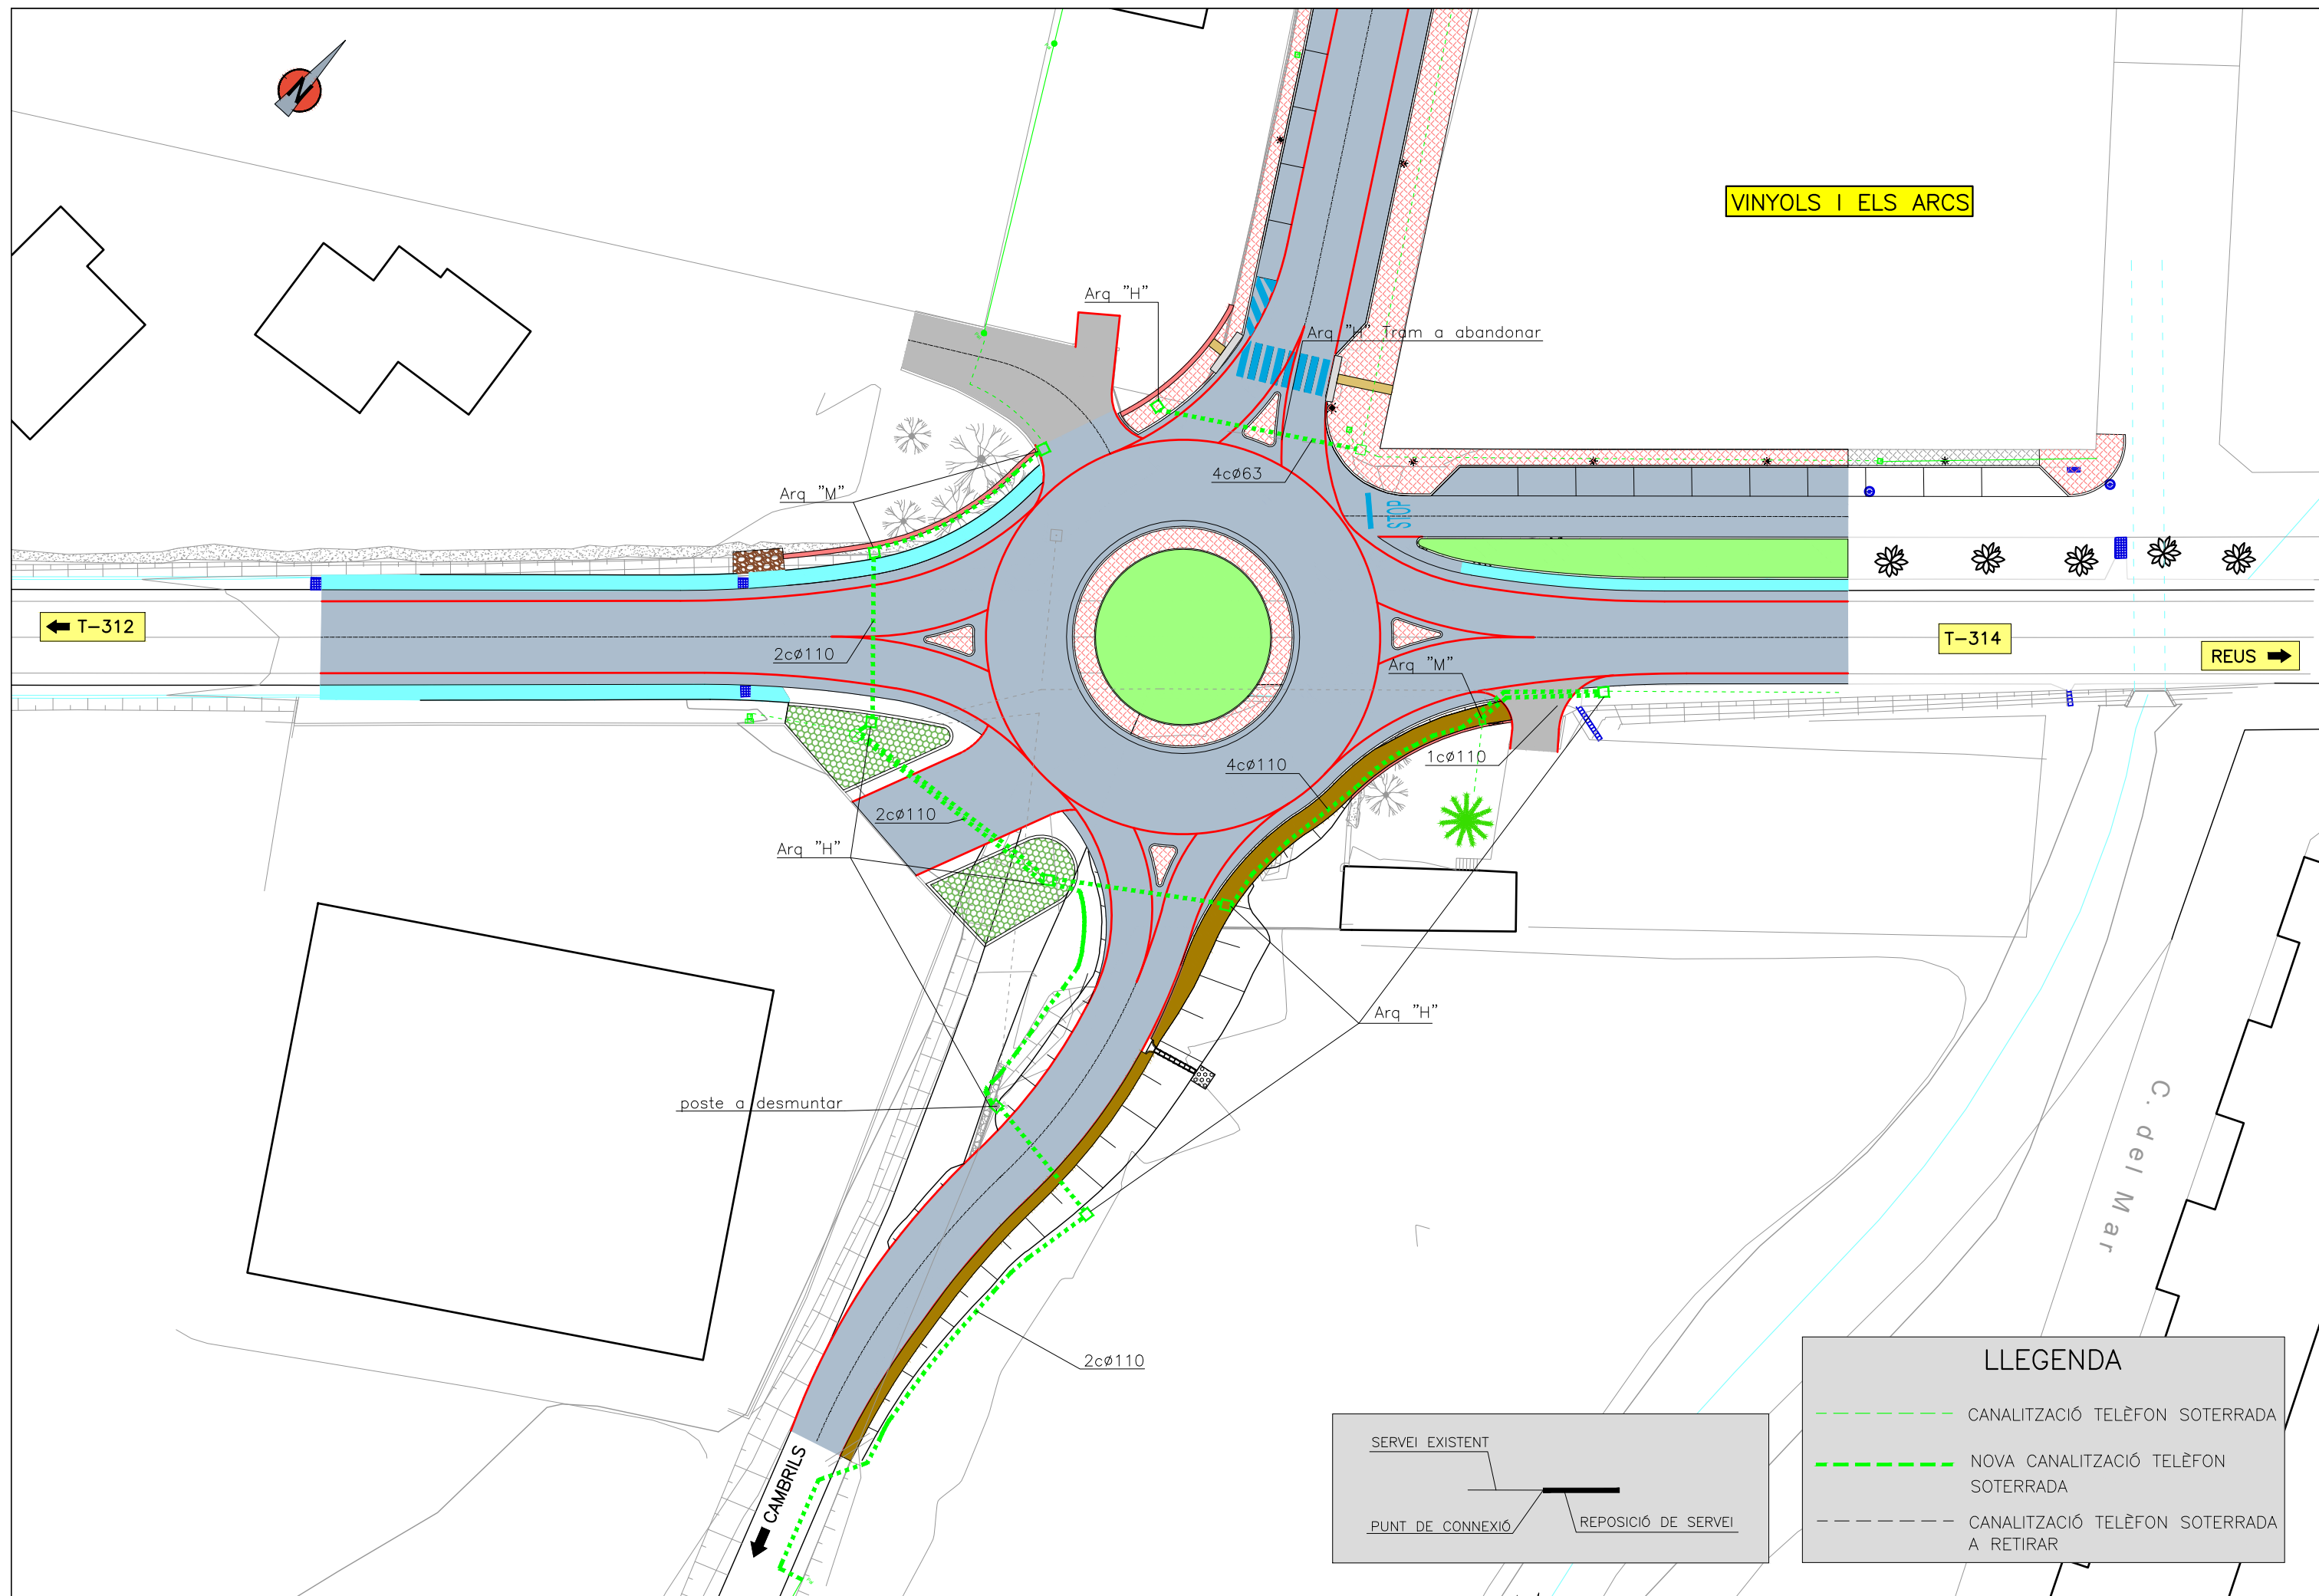 N
VINYOLS I ELS ARCS
Arq "H"
Arq "H" Tram a abandonar
4cø63
Arq "M"
STOP
T-312
2cø110
T-314
REUS
Arq "M"
1cø110
4cø110
2cø110
Arq "H"
Arq "H"
poste a desmuntar
C. del Mar
2cø110
CAMBRILS
SERVEI EXISTENT
PUNT DE CONNEXIÓ
REPOSICIÓ DE SERVEI
LLEGENDA
CANALITZACIÓ TELÈFON SOTERRADA
NOVA CANALITZACIÓ TELÈFON
SOTERRADA
CANALITZACIÓ TELÈFON SOTERRADA
A RETIRAR